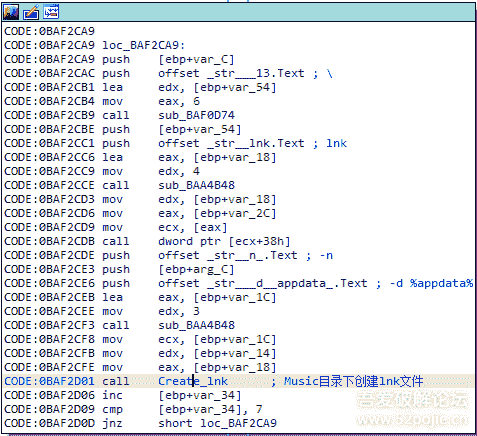 CODE:0BAF2CA9
CODE:0BAF2CA9 loc_BAF2CA9:
CODE:0BAF2CA9 push [ebp+var_C]
CODE:0BAF2CAC push offset _str___13.Text ; \
CODE:0BAF2CB1 lea edx, [ebp+var_54]
CODE:0BAF2CB4 mov eax, 6
CODE:0BAF2CB9 call sub_BAF0D74
CODE:0BAF2CBE push [ebp+var_54]
CODE:0BAF2CC1 push offset _str__lnk.Text ; lnk
CODE:0BAF2CC6 lea eax, [ebp+var_18]
CODE:0BAF2CC9 mov edx, 4
CODE:0BAF2CCE call sub_BAA4B48
CODE:0BAF2CD3 mov edx, [ebp+var_18]
CODE:0BAF2CD6 mov eax, [ebp+var_2C]
CODE:0BAF2CD9 mov ecx, [eax]
CODE:0BAF2CDB call dword ptr [ecx+38h]
CODE:0BAF2CDE push offset _str__n_.Text ; -n
CODE:0BAF2CE3 push [ebp+arg_C]
CODE:0BAF2CE6 push offset _str___d__appdata_.Text ; -d %appdata%
CODE:0BAF2CEB lea eax, [ebp+var_1C]
CODE:0BAF2CEE mov edx, 3
CODE:0BAF2CF3 call sub_BAA4B48
CODE:0BAF2CF8 mov ecx, [ebp+var_1C]
CODE:0BAF2CFB mov edx, [ebp+var_14]
CODE:0BAF2CFE mov eax, [ebp+var_18]
CODE:0BAF2D01 call Create_lnk ; Music目录下创建lnk文件
CODE:0BAF2D06 inc [ebp+var_34]
CODE:0BAF2D09 cmp [ebp+var_34], 7
CODE:0BAF2D0D jnz short loc_BAF2CA9
吾爱破解论坛
www.52pojie.cn